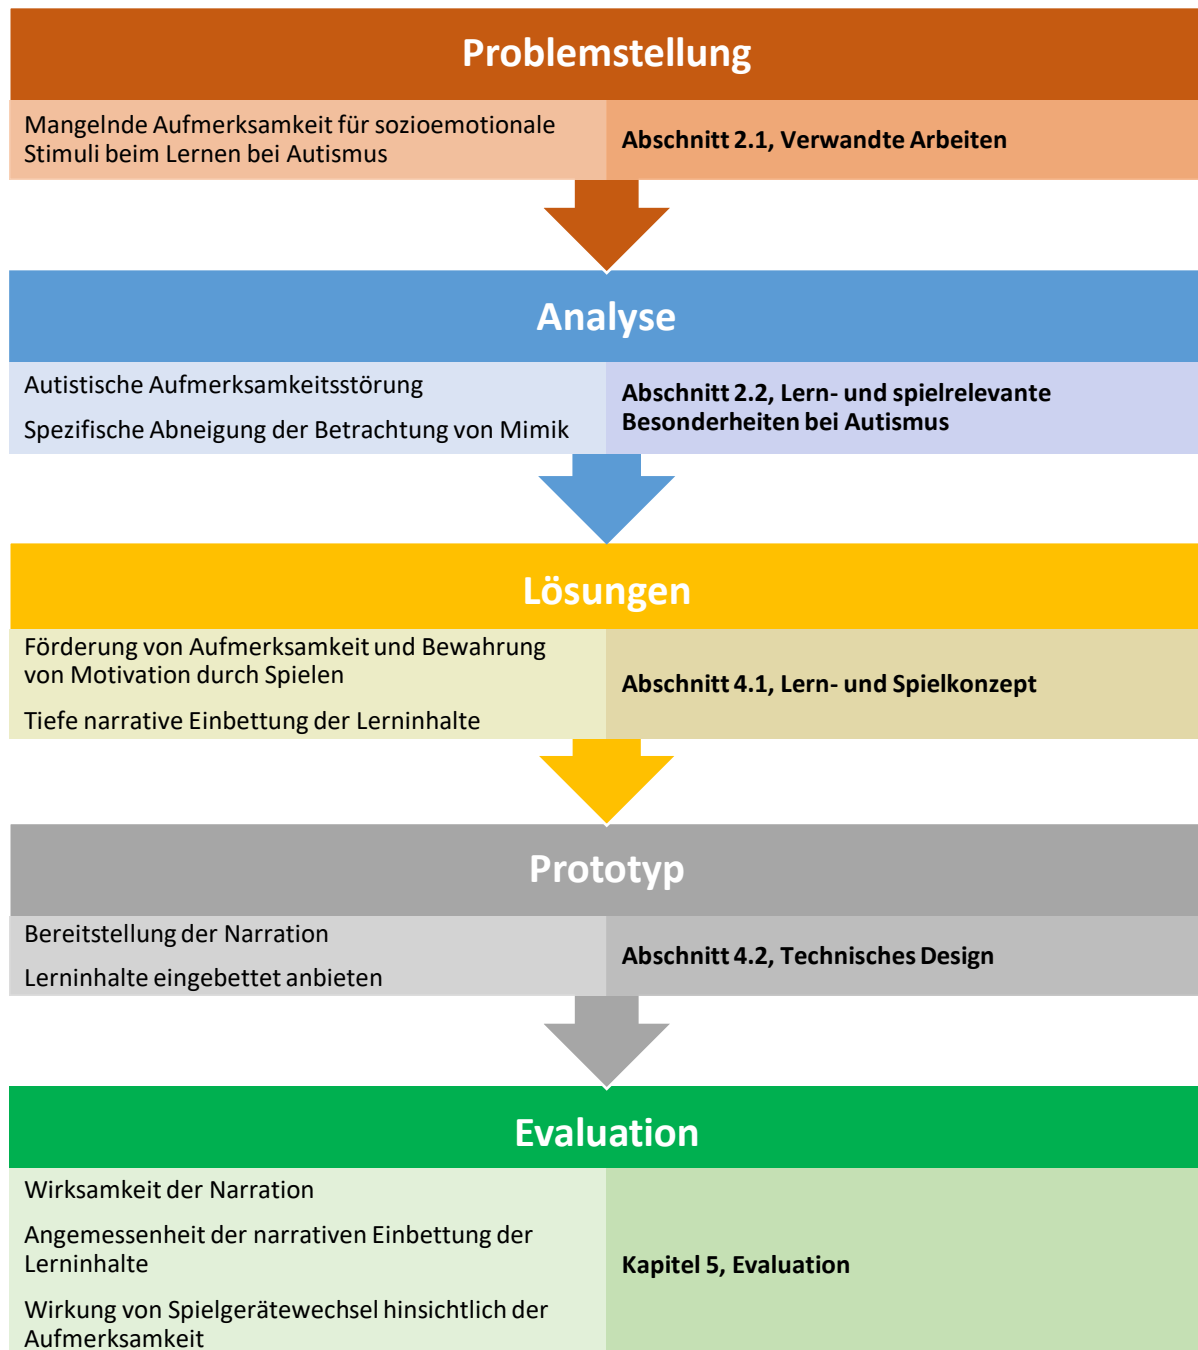 Problemstellung
Mangelnde Aufmerksamkeit für sozioemotionale
Stimuli beim Lernen bei Autismus
Abschnitt 2.1, Verwandte Arbeiten
Analyse
Autistische Aufmerksamkeitsstörung
Spezifische Abneigung der Betrachtung von Mimik
Abschnitt 2.2, Lern- und spielrelevante
Besonderheiten bei Autismus
Lösungen
Förderung von Aufmerksamkeit und Bewahrung
von Motivation durch Spielen
Tiefe narrative Einbettung der Lerninhalte
Abschnitt 4.1, Lern- und Spielkonzept
Prototyp
Bereitstellung der Narration
Lerninhalte eingebettet anbieten
Abschnitt 4.2, Technisches Design
Evaluation
Wirksamkeit der Narration
Angemessenheit der narrativen Einbettung der
Lerninhalte
Wirkung von Spielgerätewechsel hinsichtlich der
Aufmerksamkeit
Kapitel 5, Evaluation